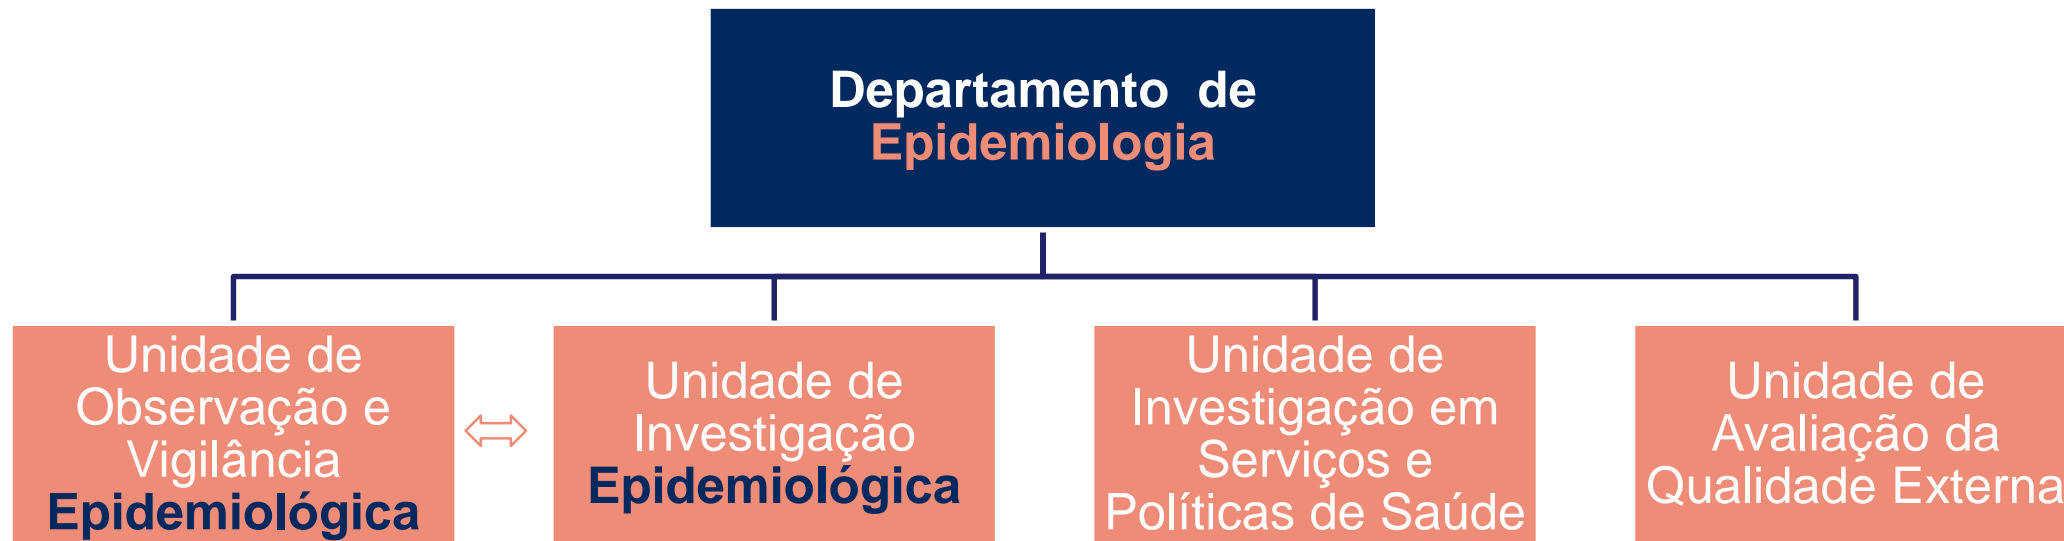 Departamento de
Epidemiologia
Unidade de
Observação e
Vigilância
Epidemiológica
Unidade de
Investigação
Epidemiológica
Unidade de
Investigação em
Serviços e
Políticas de Saúde
Unidade de
Avaliação da
Qualidade Externa